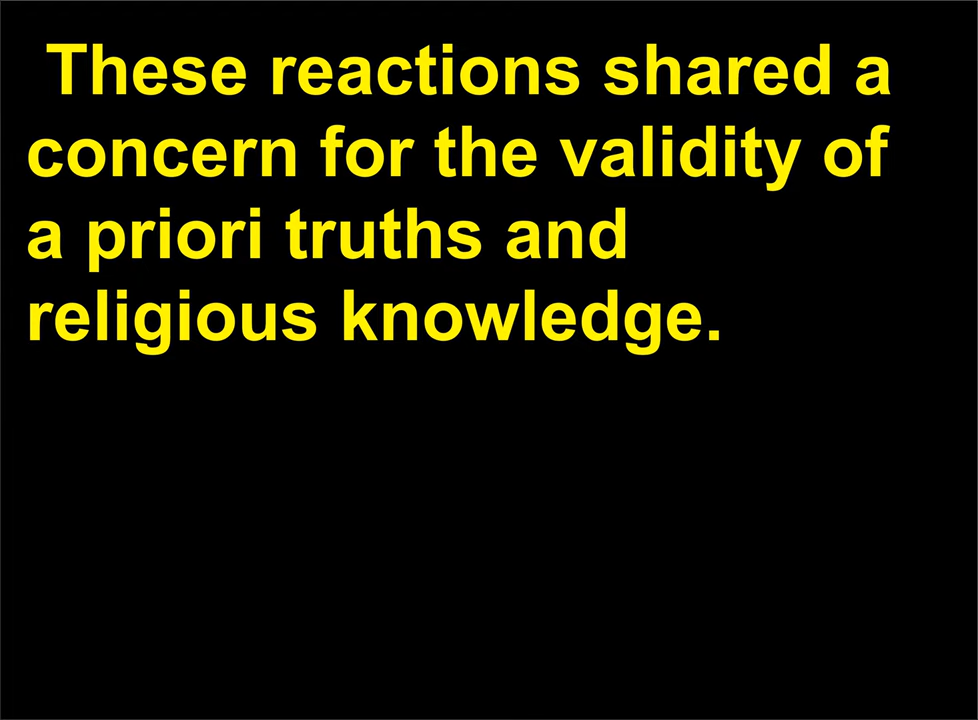 These reactions shared a
concern for the validity of
a priori truths and
religious knowledge.